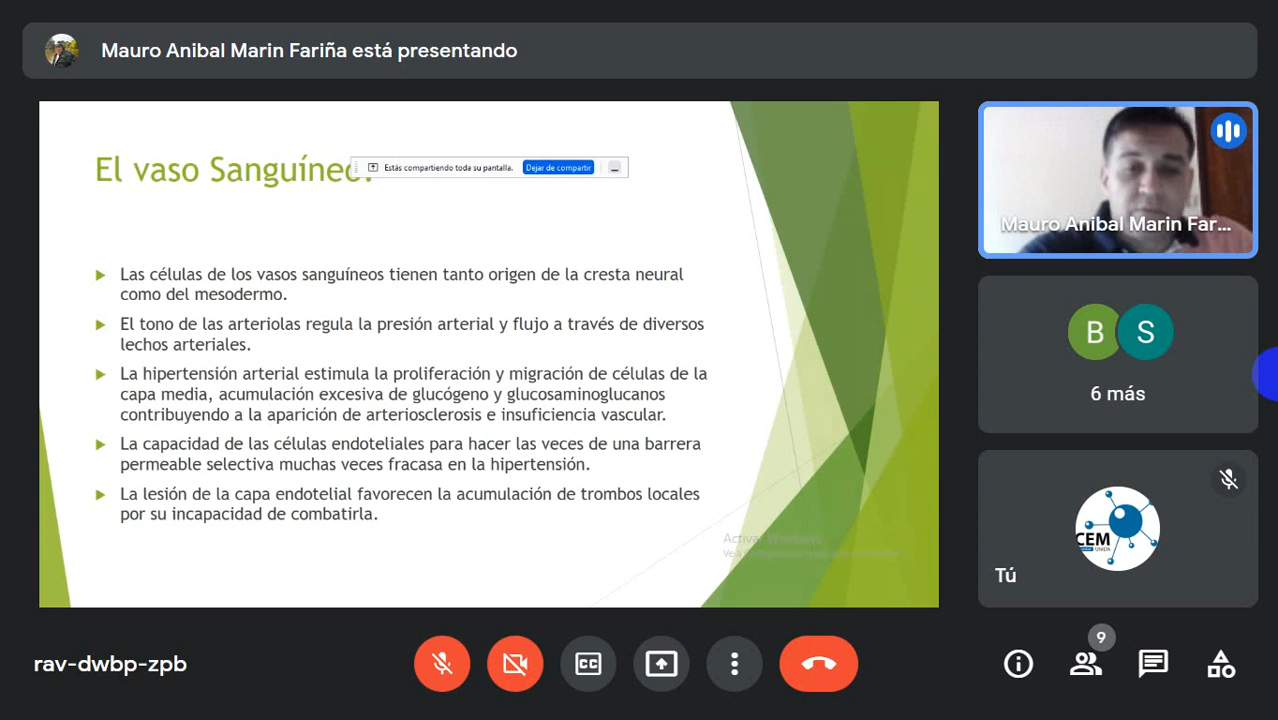 Mauro Anibal Marin Fariña está presentando
El vaso Sanguíneo.
Estás compartiendo toda su pantalla. Dejar de compartir
Las células de los vasos sanguíneos tienen tanto origen de la cresta neural
como del mesodermo.
El tono de las arteriolas regula la presión arterial y flujo a través de diversos
lechos arteriales.
La hipertensión arterial estimula la proliferación y migración de células de la
capa media, acumulación excesiva de glucógeno y glucosaminoglucanos
contribuyendo a la aparición de arteriosclerosis e insuficiencia vascular.
La capacidad de las células endoteliales para hacer las veces de una barrera
permeable selectiva muchas veces fracasa en la hipertensión.
La lesión de la capa endotelial favorecen la acumulación de trombos locales
por su incapacidad de combatirla.
Activar Windows
Mauro Anibal Marin Far...
B S
6 más
CEM
Tú
rav-dwbp-zpb
CC
9